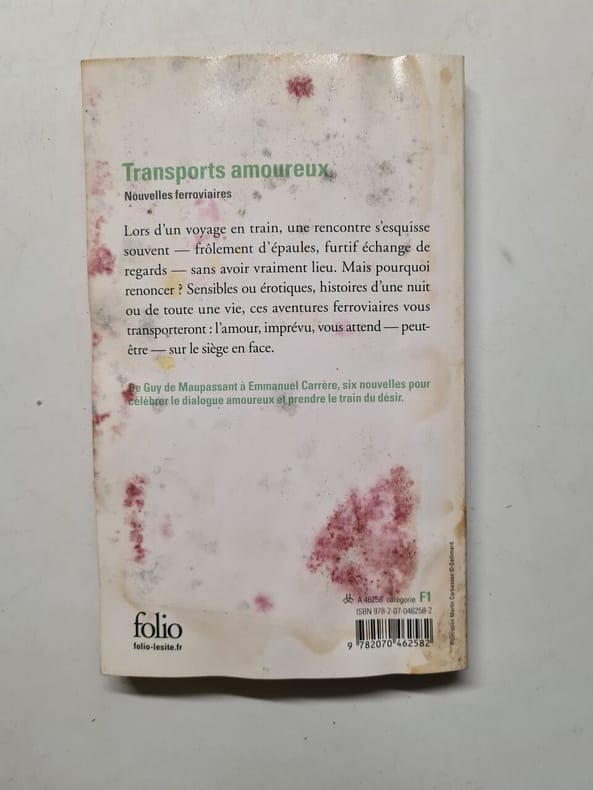 Transports amoureux
Nouvelles ferroviaires
Lors d'un voyage en train, une rencontre s'esquisse
souvent — frôlement d'épaules, furtif échange de
regards — sans avoir vraiment lieu. Mais pourquoi
renoncer ? Sensibles ou érotiques, histoires d'une nuit
ou de toute une vie, ces aventures ferroviaires vous
transporteront : l'amour, imprévu, vous attend — peut-
être — sur le siège en face.
De Guy de Maupassant à Emmanuel Carrère, six nouvelles pour
célébrer le dialogue amoureux et prendre le train du désir.
A 46258 catégorie F1
ISBN 978-2-07-046258-2
9 782070 462582
folio
folio-lesite.fr
Illustration Martin Corbasson © Gallimard.